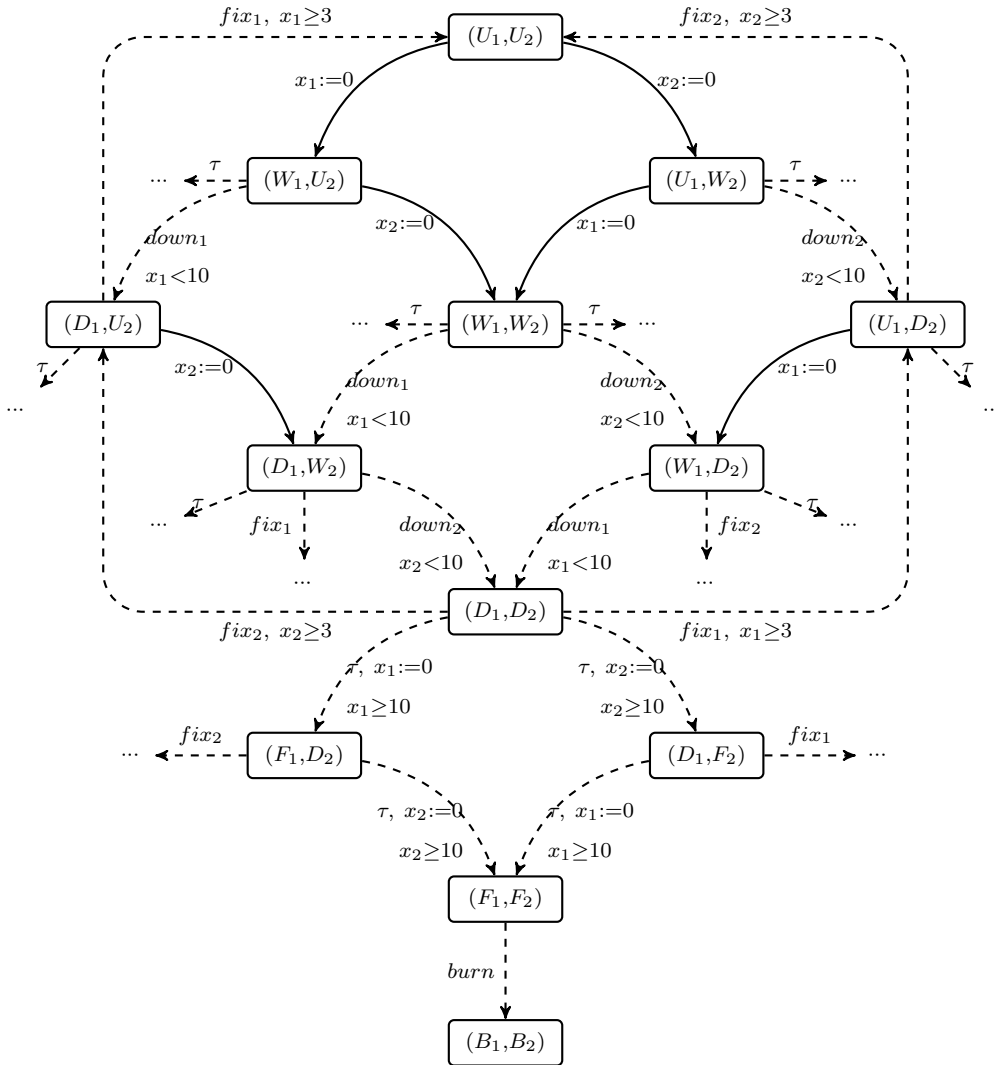 fix₁, x₁≥3
fix₂, x₂≥3
(U₁,U₂)
x₁:=0
x₂:=0
τ
τ
...
(W₁,U₂)
(U₁,W₂)
...
x₂:=0
x₁:=0
down₁
down₂
x₁<10
x₂<10
(D₁,U₂)
...
τ
(W₁,W₂)
τ
...
(U₁,D₂)
τ
x₂:=0
x₁:=0
τ
down₁
down₂
...
x₁<10
x₂<10
...
(D₁,W₂)
(W₁,D₂)
τ
τ
...
fix₁
down₂
down₁
fix₂
...
x₂<10
x₁<10
...
...
(D₁,D₂)
fix₂, x₂≥3
fix₁, x₁≥3
τ, x₁:=0
τ, x₂:=0
x₁≥10
x₂≥10
...
fix₂
(F₁,D₂)
(D₁,F₂)
fix₁
...
τ, x₂:=0
τ, x₁:=0
x₂≥10
x₁≥10
(F₁,F₂)
burn
(B₁,B₂)